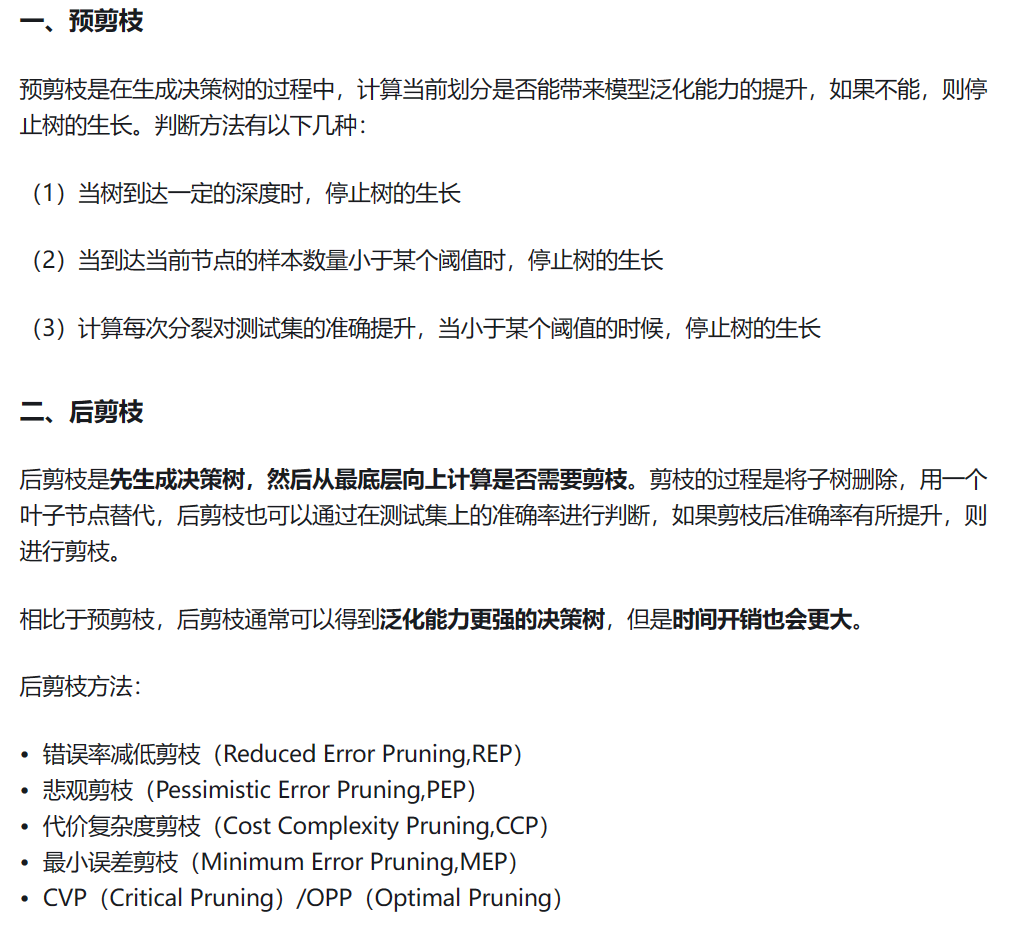 一、预剪枝
预剪枝是在生成决策树的过程中，计算当前划分是否能带来模型泛化能力的提升，如果不能，则停
止树的生长。判断方法有以下几种：
（1）当树到达一定的深度时，停止树的生长
（2）当到达当前节点的样本数量小于某个阈值时，停止树的生长
（3）计算每次分裂对测试集的准确提升，当小于某个阈值的时候，停止树的生长
二、后剪枝
后剪枝是先生成决策树，然后从最底层向上计算是否需要剪枝。剪枝的过程是将子树删除，用一个
叶子节点替代，后剪枝也可以通过在测试集上的准确率进行判断，如果剪枝后准确率有所提升，则
进行剪枝。
相比于预剪枝，后剪枝通常可以得到泛化能力更强的决策树，但是时间开销也会更大。
后剪枝方法：
• 错误率减低剪枝（Reduced Error Pruning,REP）
• 悲观剪枝（Pessimistic Error Pruning,PEP）
• 代价复杂度剪枝（Cost Complexity Pruning,CCP）
• 最小误差剪枝（Minimum Error Pruning,MEP）
• CVP（Critical Pruning）/OPP（Optimal Pruning）